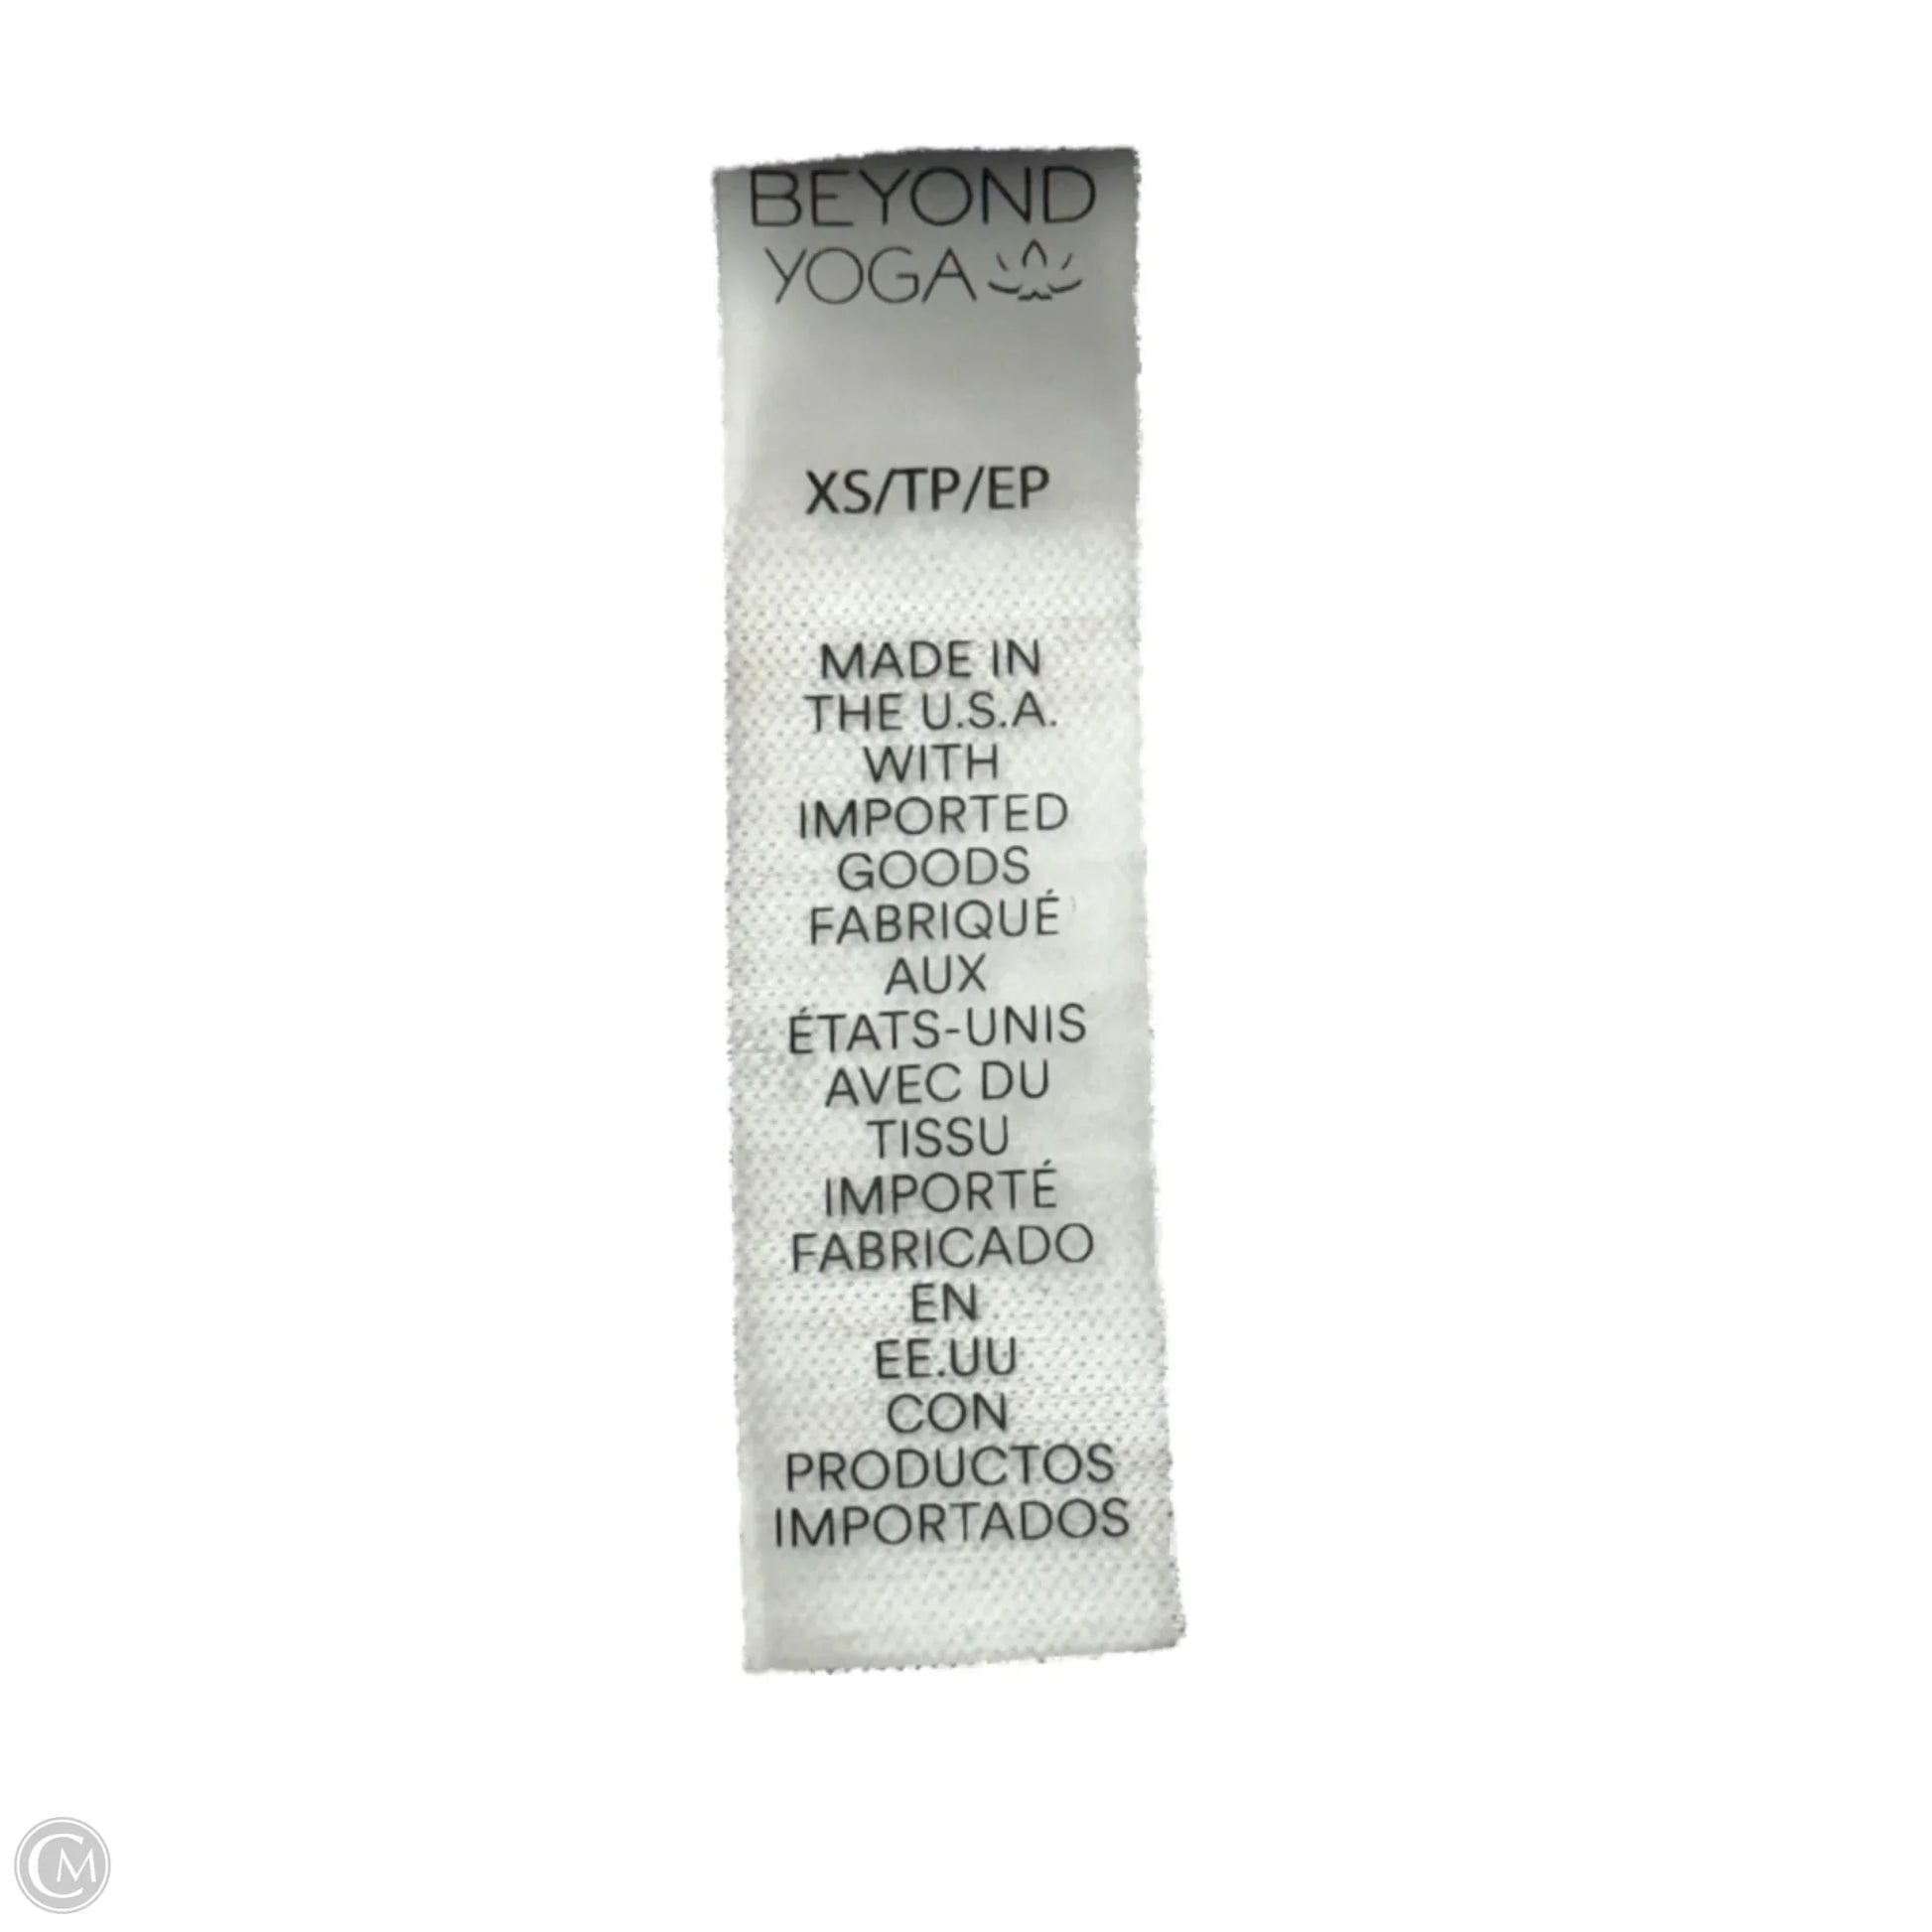 BEYOND
YOGA
XS/TP/EP
MADE IN
THE U.S.A.
WITH
IMPORTED
GOODS
FABRIQUÉ
AUX
ÉTATS-UNIS
AVEC DU
TISSU
IMPORTÉ
FABRICADO
EN
EE.UU
CON
PRODUCTOS
IMPORTADOS
CM